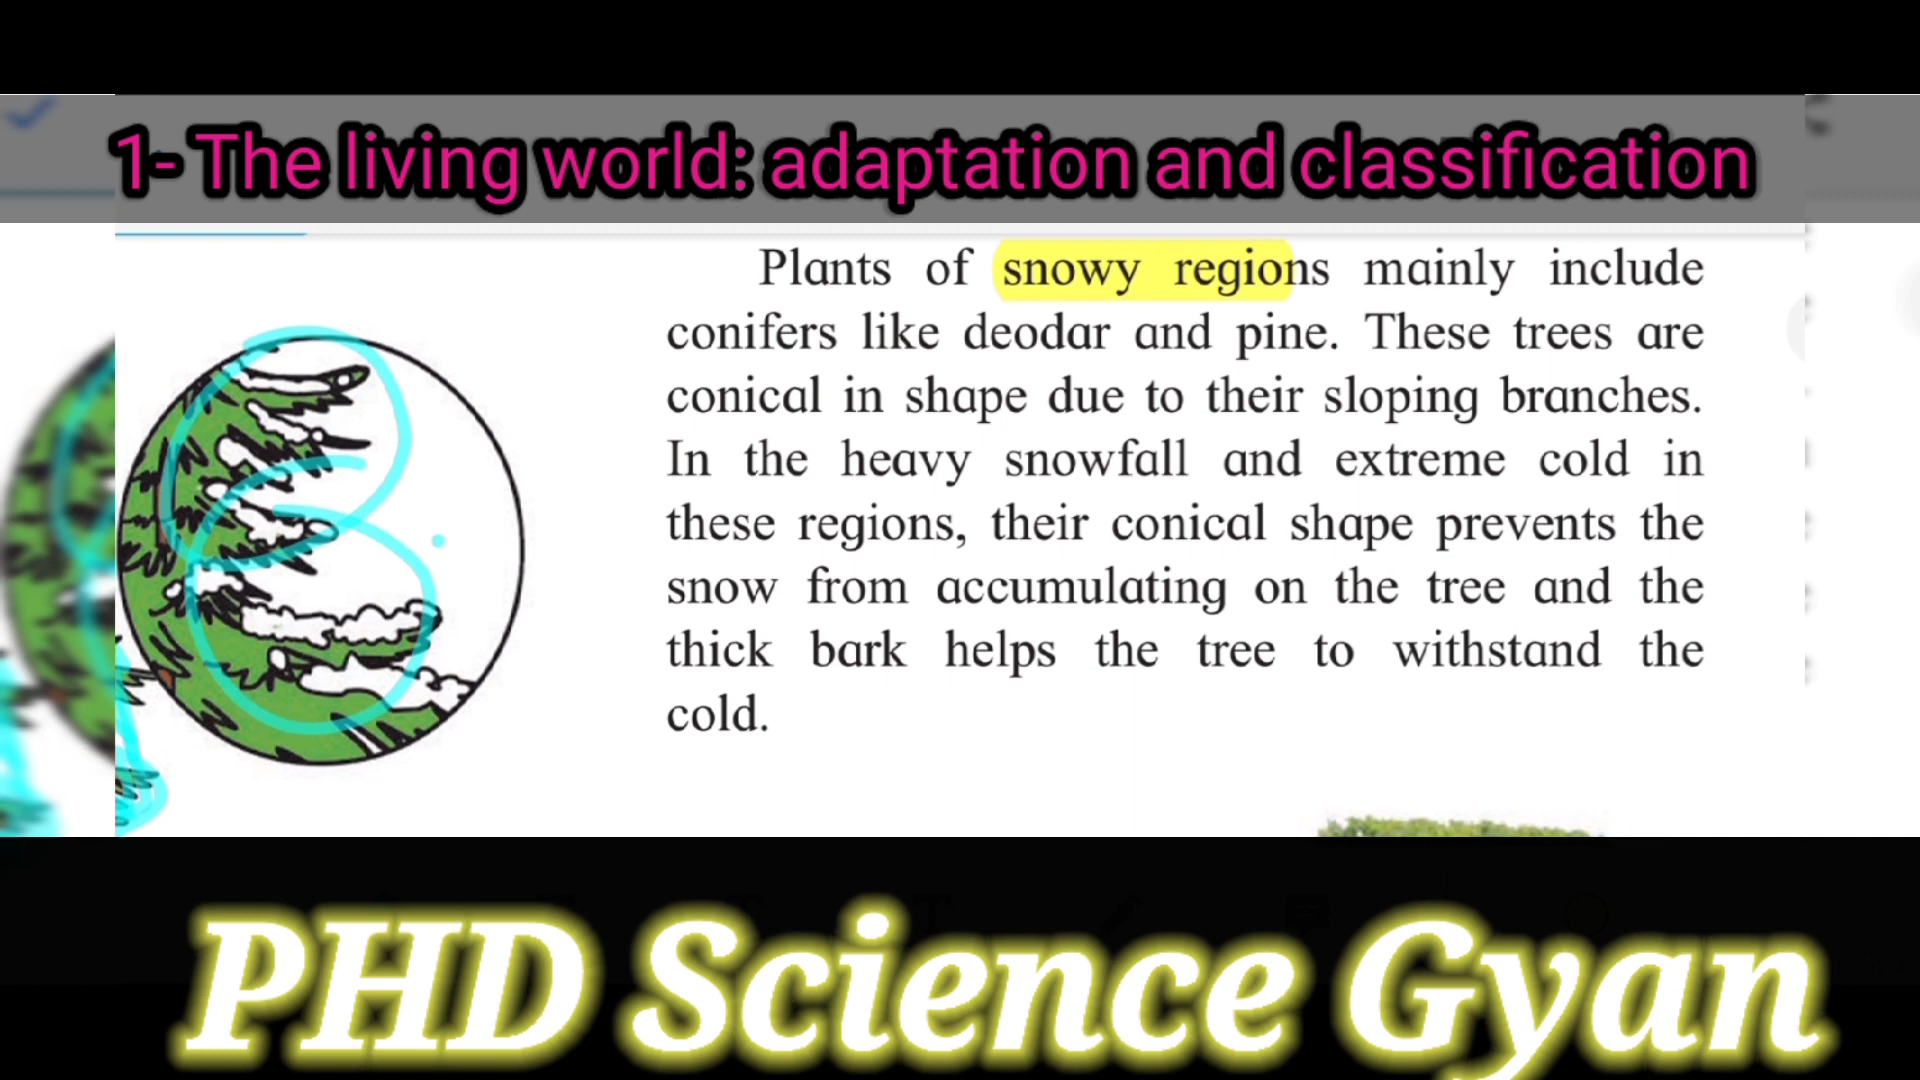 1- The living world: adaptation and classification
Plants of snowy regions mainly include
conifers like deodar and pine. These trees are
conical in shape due to their sloping branches.
In the heavy snowfall and extreme cold in
these regions, their conical shape prevents the
snow from accumulating on the tree and the
thick bark helps the tree to withstand the
cold.
PHD Science Gyan